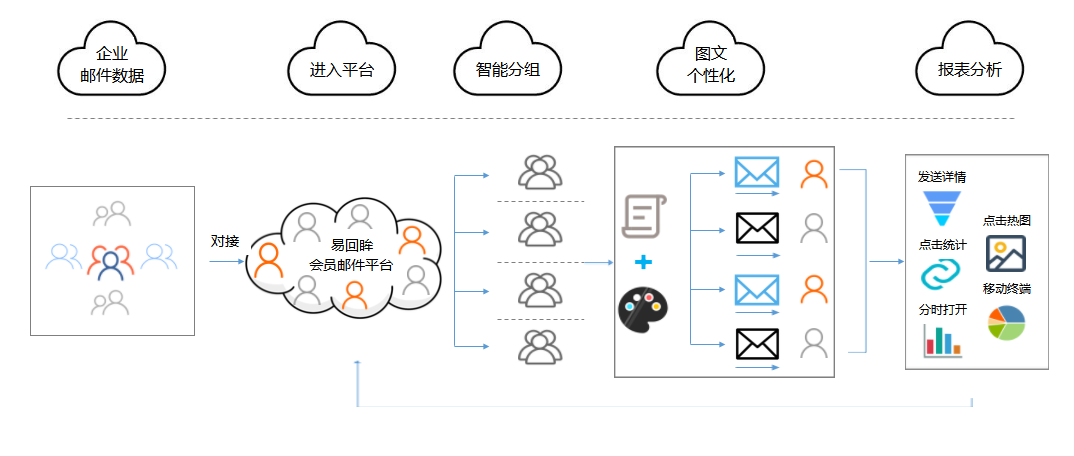 企业
邮件数据
进入平台
智能分组
图文
个性化
报表分析
对接
易回眸
会员邮件平台
发送详情
点击热图
点击统计
移动终端
分时打开